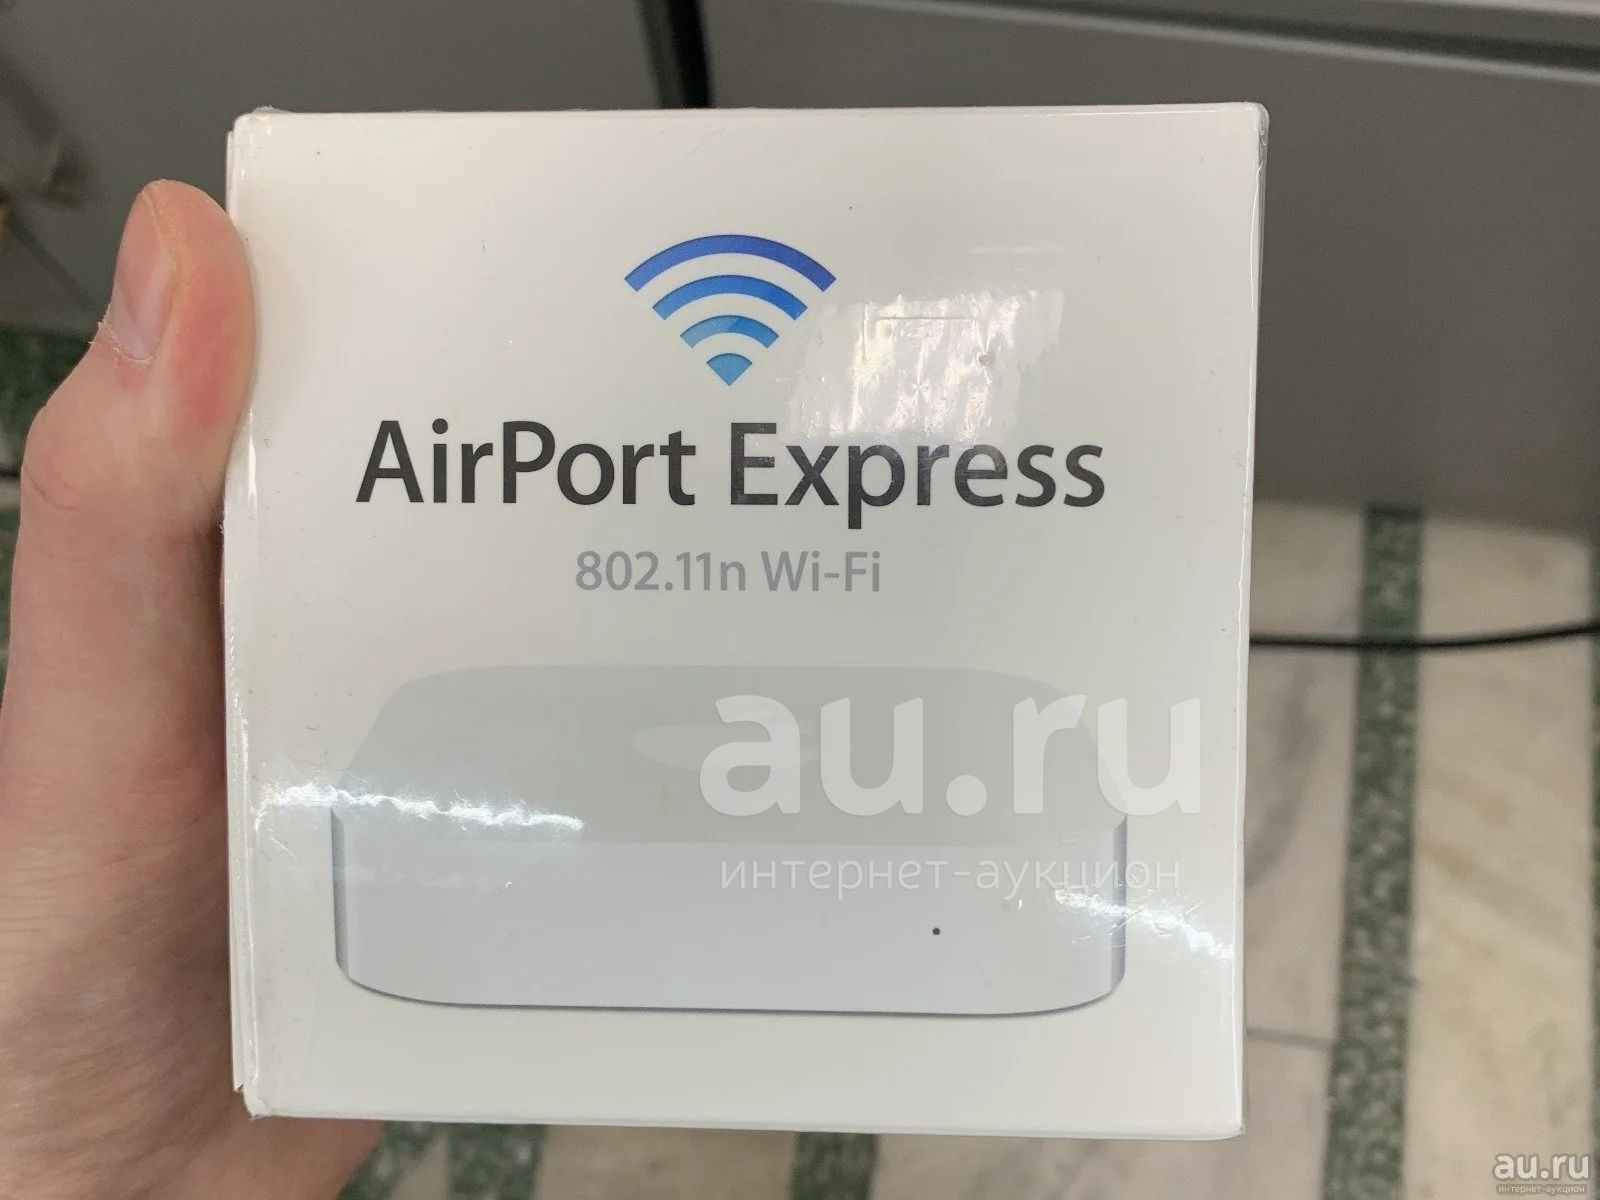 AirPort Express
802.11n Wi-Fi
au.ru
интернет-аукцион
au.ru
интернет-аукцион